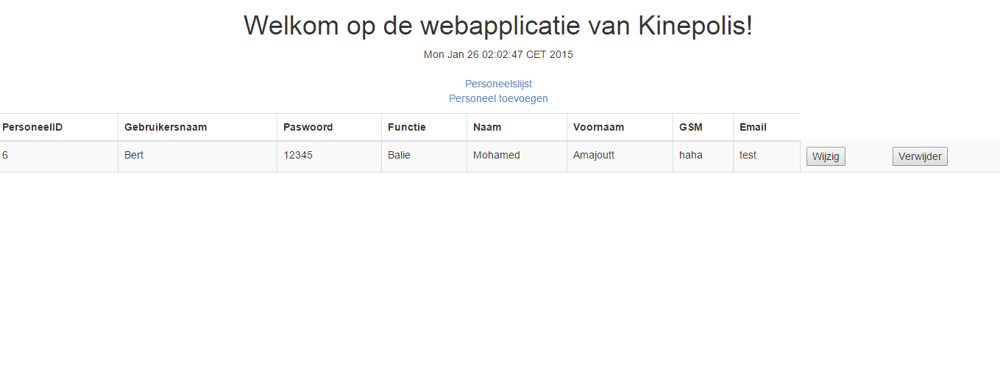 Welkom op de webapplicatie van Kinepolis!
Mon Jan 26 02:02:47 CET 2015
Personeelslijst
Personeel toevoegen
PersoneelID Gebruikersnaam Paswoord Functie Naam Voornaam GSM Email
6 Bert 12345 Balie Mohamed Amajoutt haha test Wijzig Verwijder